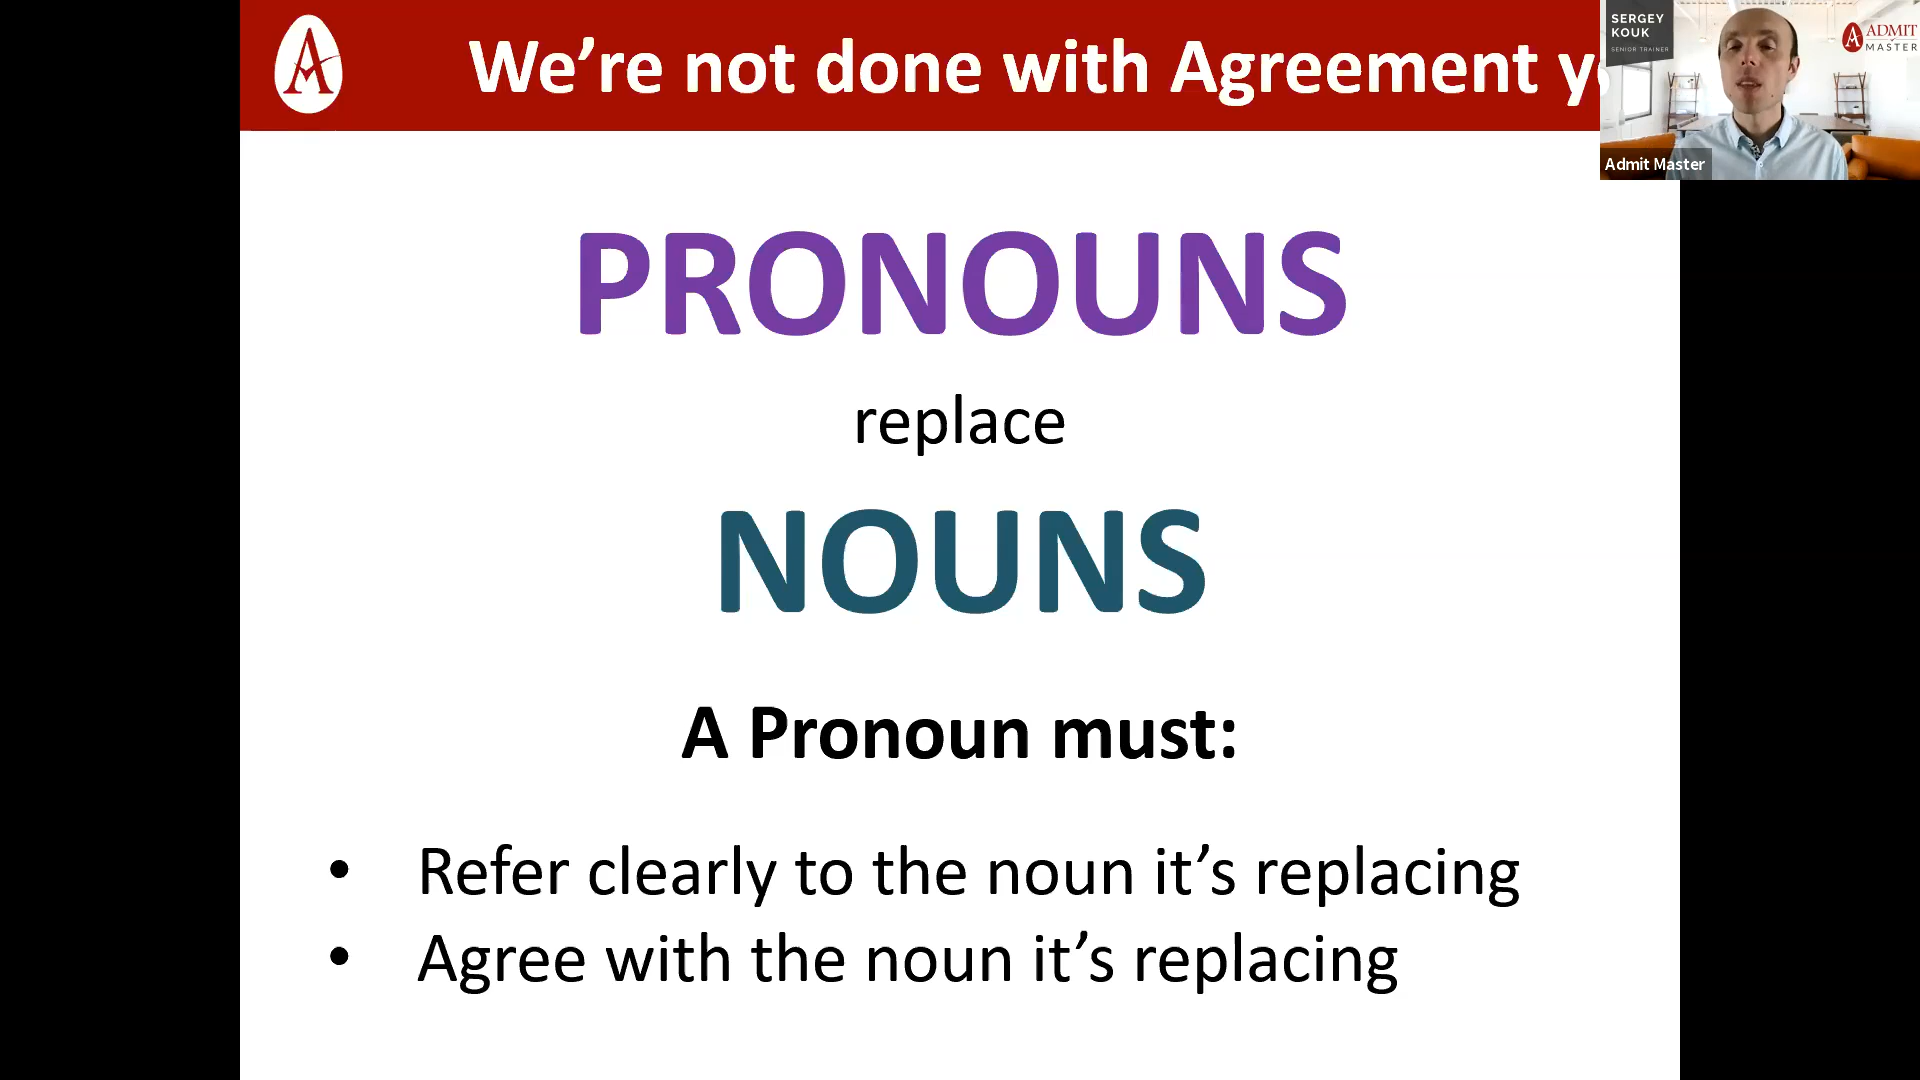 We’re not done with Agreement
PRONOUNS
replace
NOUNS
A Pronoun must:
• Refer clearly to the noun it’s replacing
• Agree with the noun it’s replacing
SERGEY
KOUK
SENIOR TRAINER
ADMIT
MASTER
Admit Master